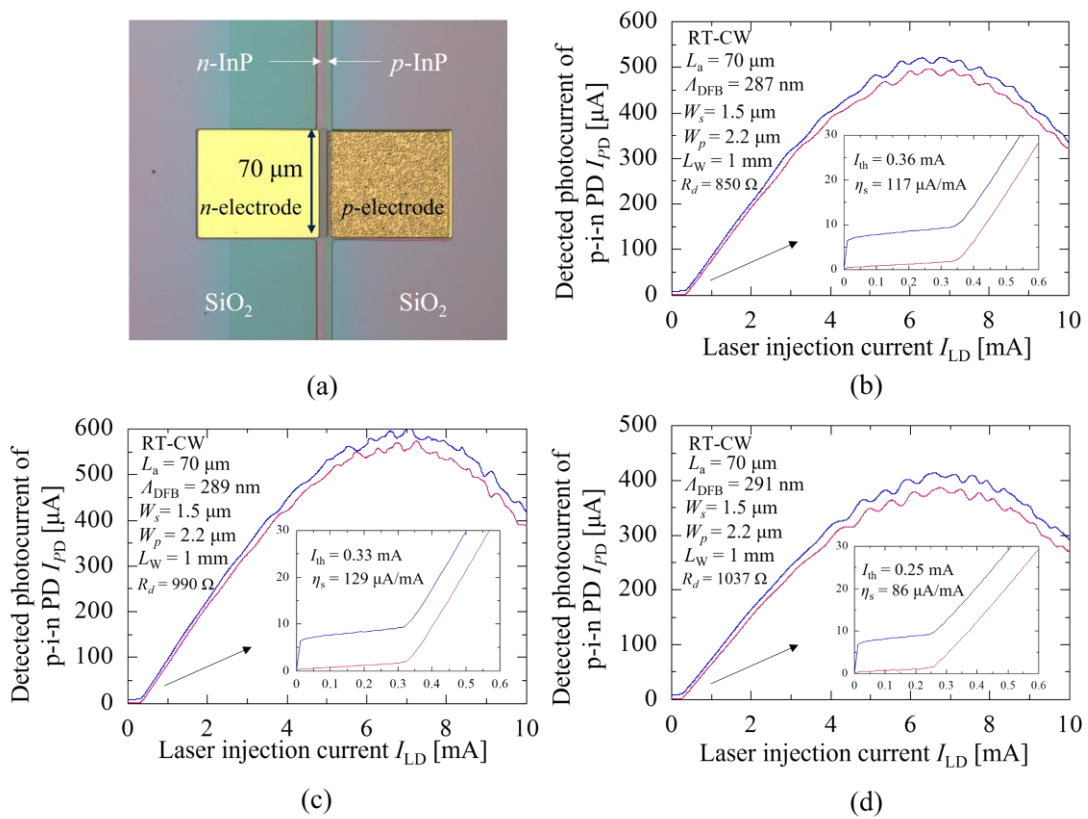 n-InP
p-InP
70 μm
n-electrode
p-electrode
SiO2
SiO2
(a)
Detected photocurrent of
p-i-n PD IPD [μA]
600
500
400
300
200
100
0
RT-CW
La = 70 μm
ΛDFB = 287 nm
Ws = 1.5 μm
Wp = 2.2 μm
LW = 1 mm
Rd = 850 Ω
30
20
10
0
Ith = 0.36 mA
ηs = 117 μA/mA
0 0.1 0.2 0.3 0.4 0.5 0.6
0 2 4 6 8 10
Laser injection current ILD [mA]
(b)
Detected photocurrent of
p-i-n PD IPD [μA]
600
500
400
300
200
100
0
RT-CW
La = 70 μm
ΛDFB = 289 nm
Ws = 1.5 μm
Wp = 2.2 μm
LW = 1 mm
Rd = 990 Ω
30
20
10
0
Ith = 0.33 mA
ηs = 129 μA/mA
0 0.1 0.2 0.3 0.4 0.5 0.6
0 2 4 6 8 10
Laser injection current ILD [mA]
(c)
Detected photocurrent of
p-i-n PD IPD [μA]
500
400
300
200
100
0
RT-CW
La = 70 μm
ΛDFB = 291 nm
Ws = 1.5 μm
Wp = 2.2 μm
LW = 1 mm
Rd = 1037 Ω
30
20
10
0
Ith = 0.25 mA
ηs = 86 μA/mA
0 0.1 0.2 0.3 0.4 0.5 0.6
0 2 4 6 8 10
Laser injection current ILD [mA]
(d)